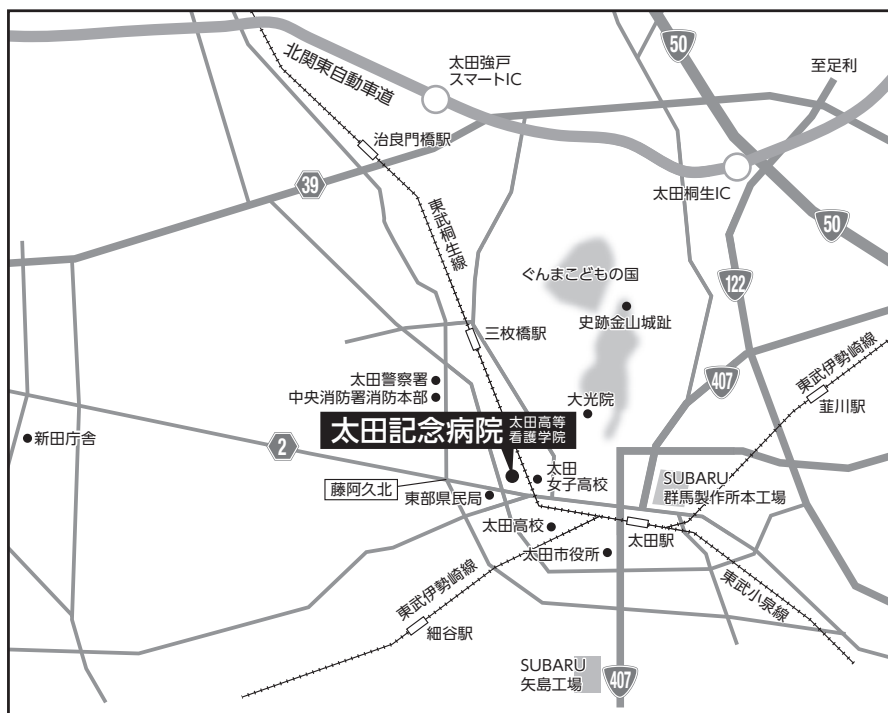 50
北関東自動車道
太田強戸
スマートIC
至足利
治良門橋駅
39
太田桐生IC
東武桐生線
50
ぐんまこどもの国
122
史跡金山城趾
三枚橋駅
太田警察署
中央消防署消防本部
407
東武伊勢崎線
韮川駅
大光院
太田記念病院
太田高等
看護学院
新田庁舎
2
藤阿久北
太田
女子高校
SUBARU
群馬製作所本工場
東部県民局
太田高校
太田駅
太田市役所
東武伊勢崎線
細谷駅
東武小泉線
SUBARU
矢島工場
407